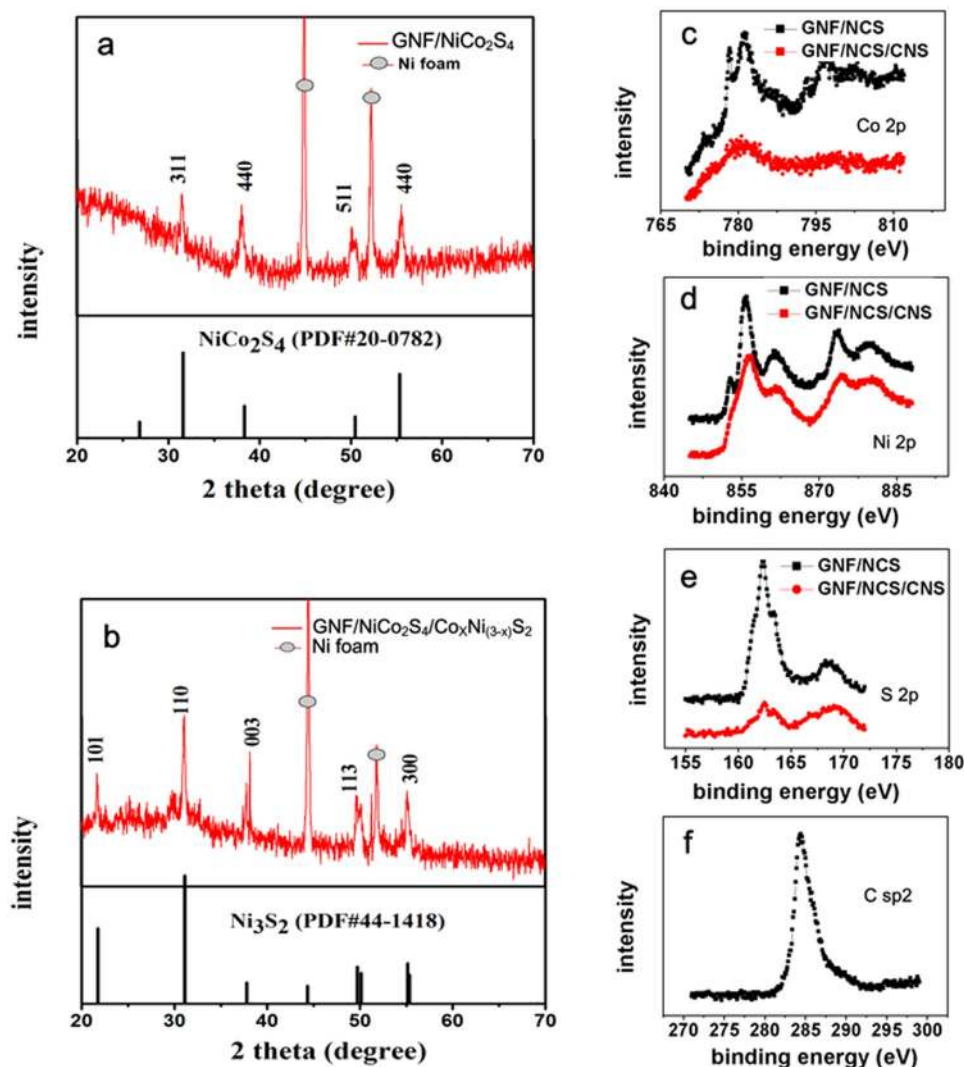 a
GNF/NiCo₂S₄
Ni foam
311
440
511
440
intensity
NiCo₂S₄ (PDF#20-0782)
20 30 40 50 60 70
2 theta (degree)
b
GNF/NiCo₂S₄/CoₓNi₍₃₋ₓ₎S₂
Ni foam
101
110
003
113
300
intensity
Ni₃S₂ (PDF#44-1418)
20 30 40 50 60 70
2 theta (degree)
c
GNF/NCS
GNF/NCS/CNS
Co 2p
intensity
765 780 795 810
binding energy (eV)
d
GNF/NCS
GNF/NCS/CNS
Ni 2p
intensity
840 855 870 885
binding energy (eV)
e
GNF/NCS
GNF/NCS/CNS
S 2p
intensity
155 160 165 170 175 180
binding energy (eV)
f
C sp2
intensity
270 275 280 285 290 295 300
binding energy (eV)